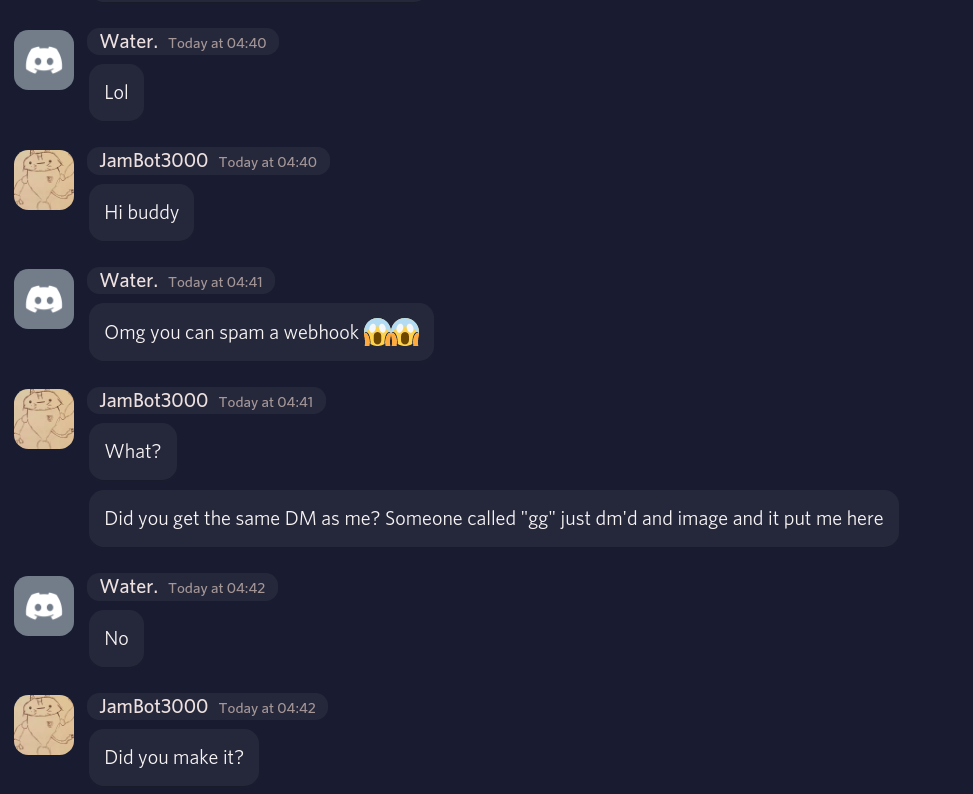 Water. Today at 04:40
Lol
JamBot3000 Today at 04:40
Hi buddy
Water. Today at 04:41
Omg you can spam a webhook 😱😱
JamBot3000 Today at 04:41
What?
Did you get the same DM as me? Someone called "gg" just dm'd and image and it put me here
Water. Today at 04:42
No
JamBot3000 Today at 04:42
Did you make it?